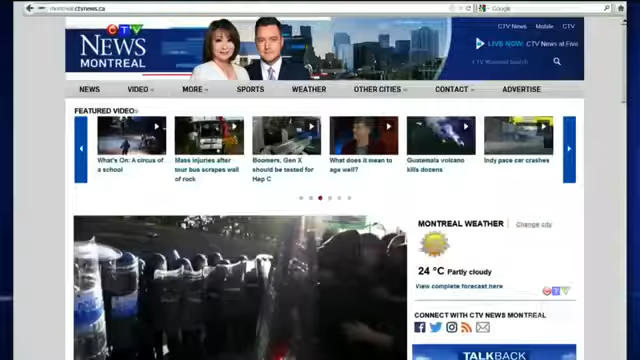 montreal.ctvnews.ca
Google
CTV
NEWS
MONTREAL
CTV News Mobile CTV
LIVE NOW: CTV News at Five
CTV Montreal Search
NEWS VIDEO MORE SPORTS WEATHER OTHER CITIES CONTACT ADVERTISE
FEATURED VIDEO
What's On: A circus of
a school
Mass injuries after
tour bus scrapes wall
of rock
Boomers, Gen X
should be tested for
Hep C
What does it mean to
age well?
Guatemala volcano
kills dozens
Indy pace car crashes
MONTREAL WEATHER
Change city
24 °C Partly cloudy
View complete forecast here
CTV
CONNECT WITH CTV NEWS MONTREAL
TALKBACK